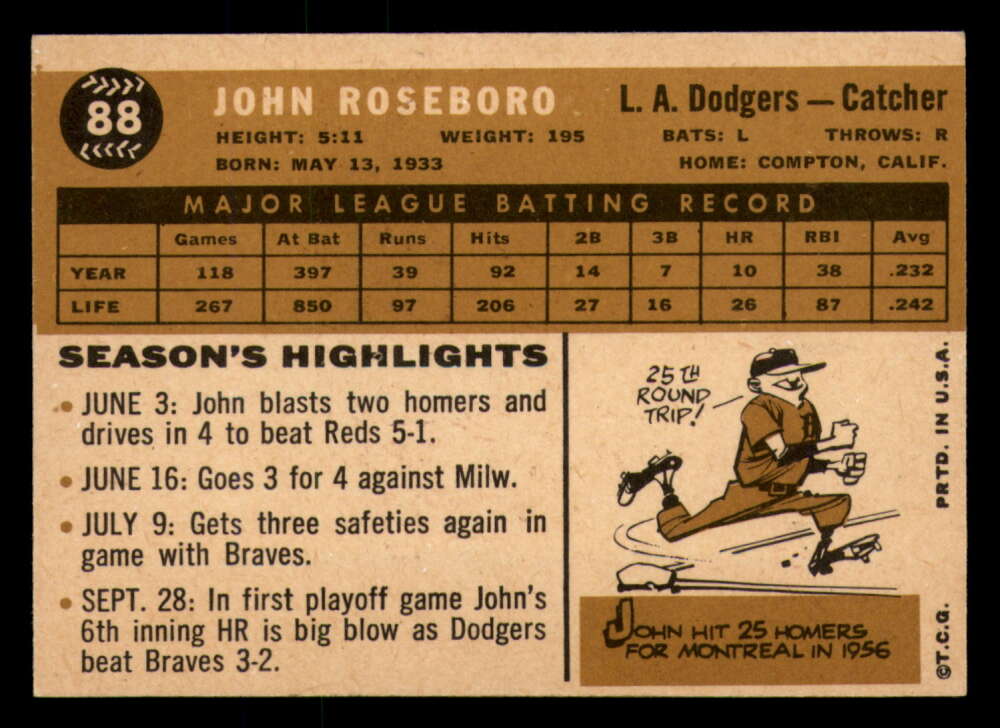 88
JOHN ROSEBORO
L. A. Dodgers — Catcher
HEIGHT: 5:11 WEIGHT: 195 BATS: L THROWS: R
BORN: MAY 13, 1933 HOME: COMPTON, CALIF.
MAJOR LEAGUE BATTING RECORD
Games At Bat Runs Hits 2B 3B HR RBI Avg
YEAR 118 397 39 92 14 7 10 38 .232
LIFE 267 850 97 206 27 16 26 87 .242
SEASON'S HIGHLIGHTS
• JUNE 3: John blasts two homers and
drives in 4 to beat Reds 5-1.
• JUNE 16: Goes 3 for 4 against Milw.
• JULY 9: Gets three safeties again in
game with Braves.
• SEPT. 28: In first playoff game John's
6th inning HR is big blow as Dodgers
beat Braves 3-2.
25TH
ROUND
TRIP!
JOHN HIT 25 HOMERS
FOR MONTREAL IN 1956
PRTD. IN U.S.A.
©T.C.G.